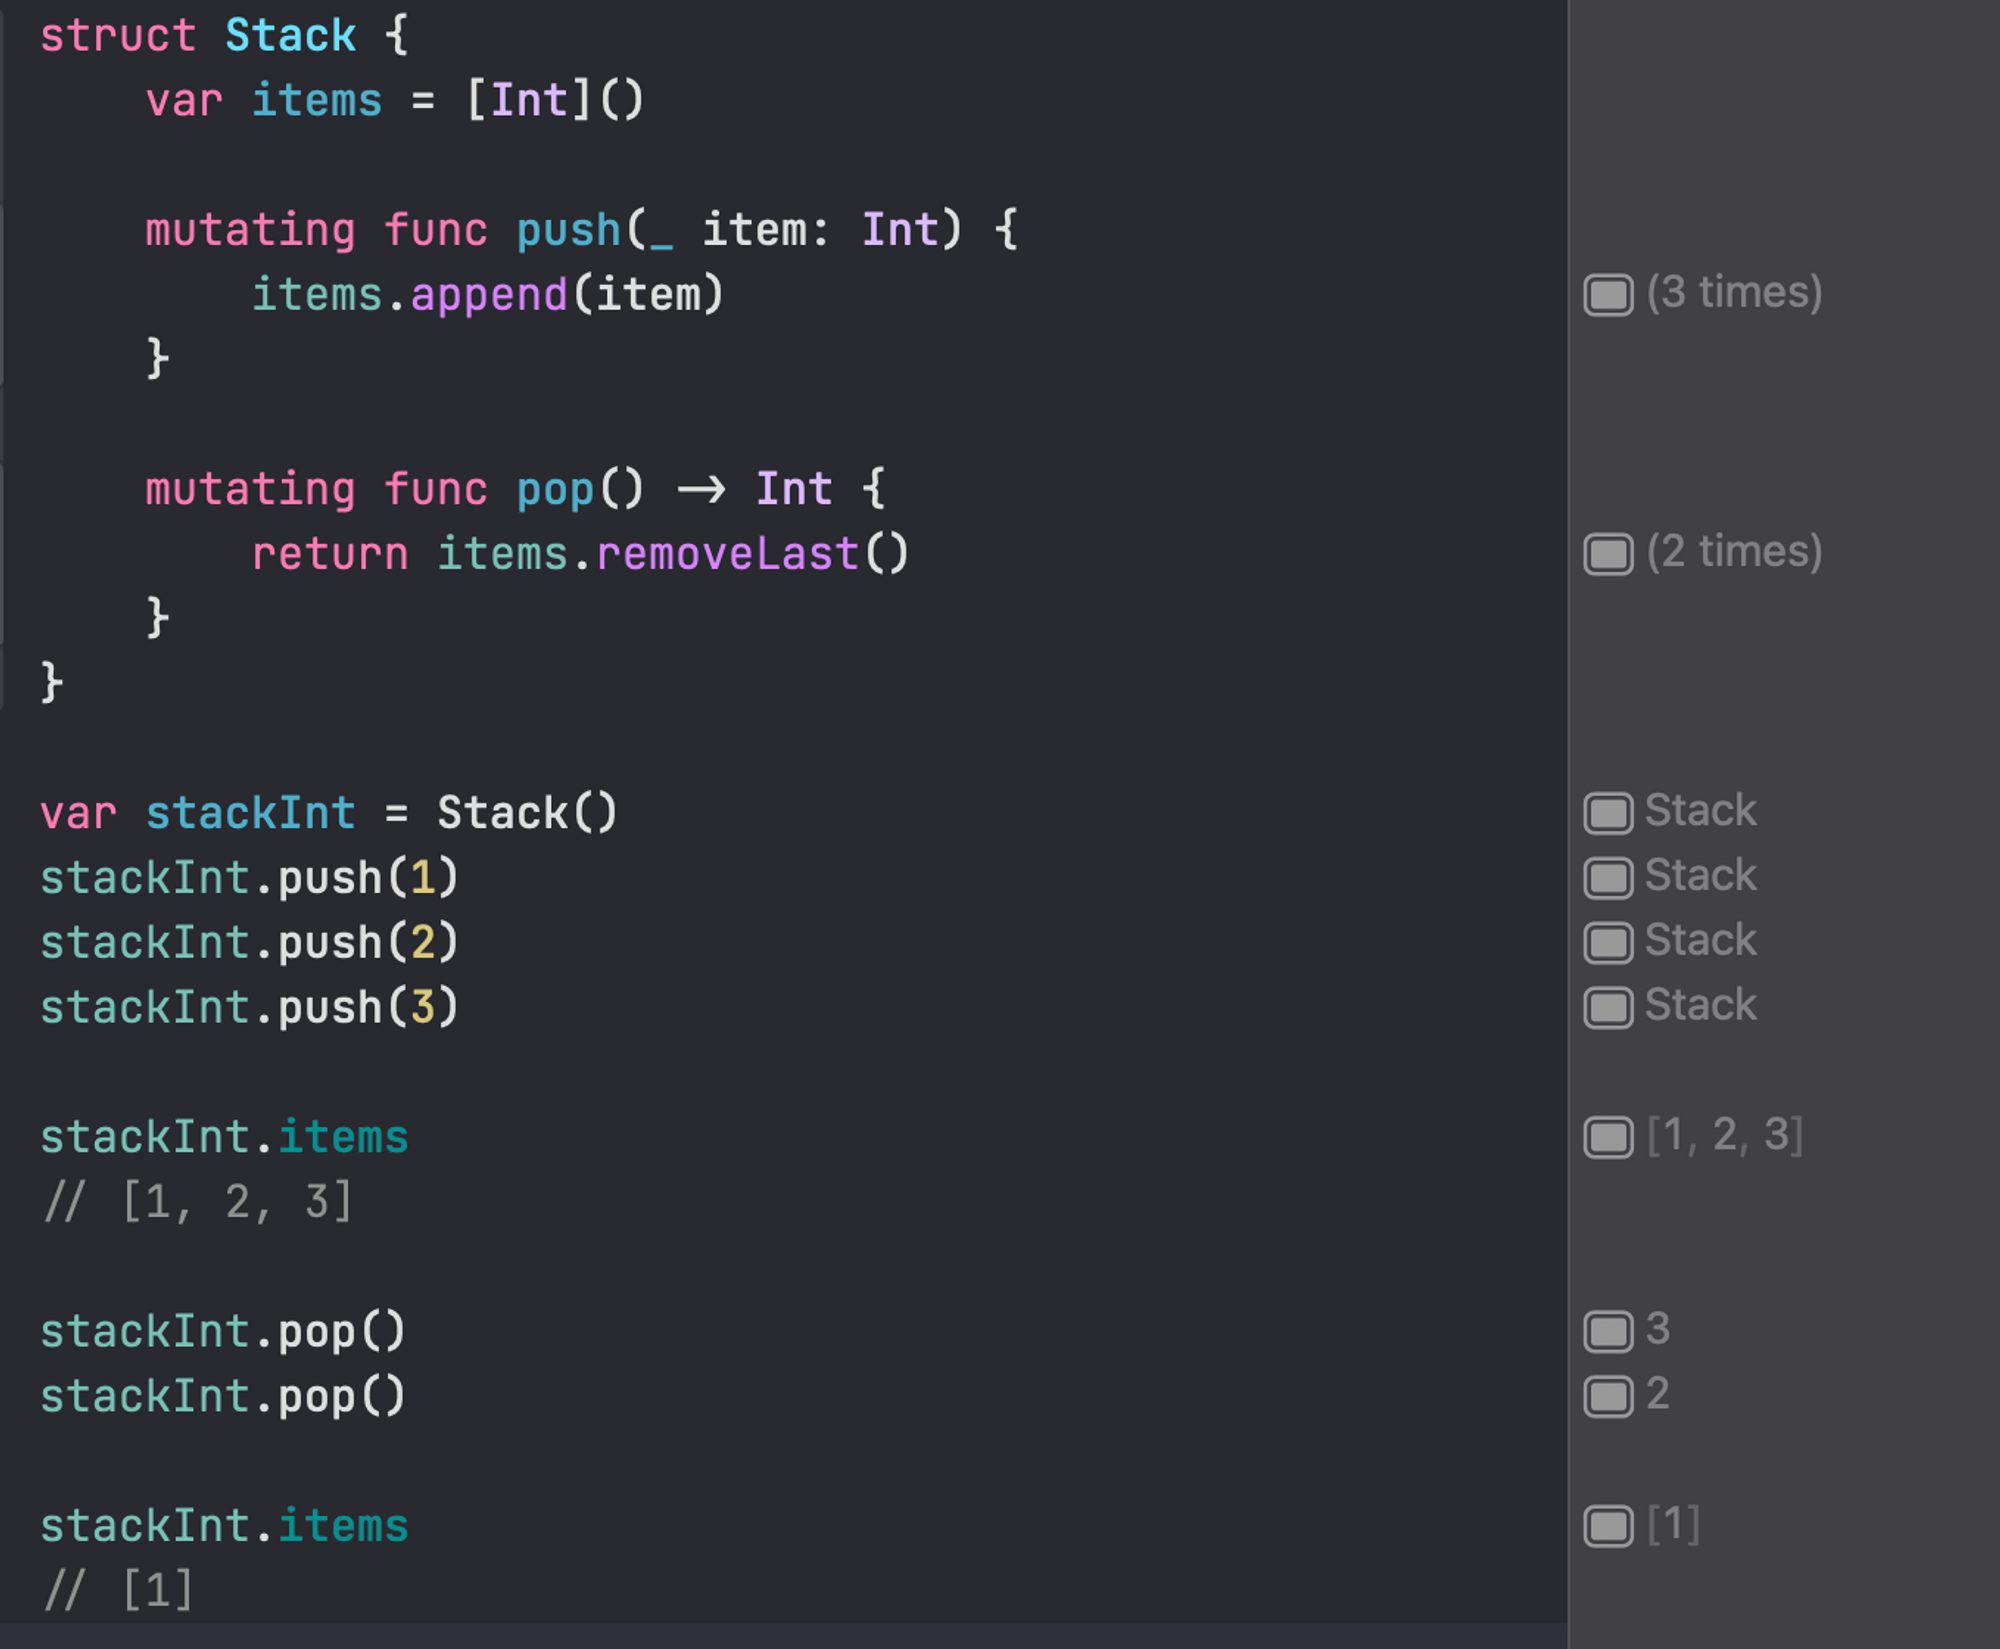 struct Stack {
    var items = [Int]()
    mutating func push(_ item: Int) {
        items.append(item) (3 times)
    }
    mutating func pop() -> Int {
        return items.removeLast() (2 times)
    }
}
var stackInt = Stack() Stack
stackInt.push(1) Stack
stackInt.push(2) Stack
stackInt.push(3) Stack
stackInt.items [1, 2, 3]
// [1, 2, 3]
stackInt.pop() 3
stackInt.pop() 2
stackInt.items [1]
// [1]